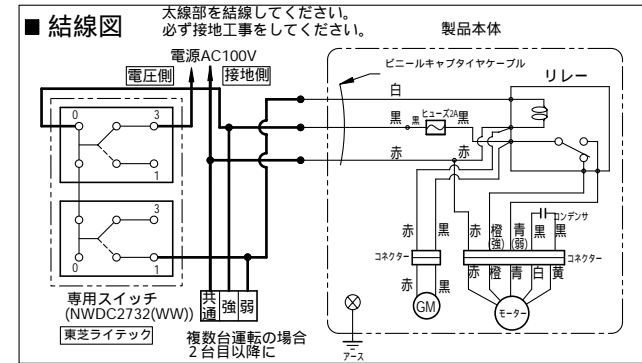 ■ 結線図
太線部を結線してください。
必ず接地工事をしてください。
製品本体
電源AC100V
電圧側
接地側
ビニールキャブタイヤケーブル
リレー
白
黒 黒 ヒューズ2A 黒
赤 赤
0 3
1
3
0 1
赤 黒 赤 橙(強) 青(弱) 黒 黒
コンデンサ
コネクター
コネクター
赤 黒 赤 橙 青 白 黄
GM
モーター
アース
専用スイッチ
(NWDC2732(WW))
東芝ライテック
共通 強 弱
複数台運転の場合
2台目以降に